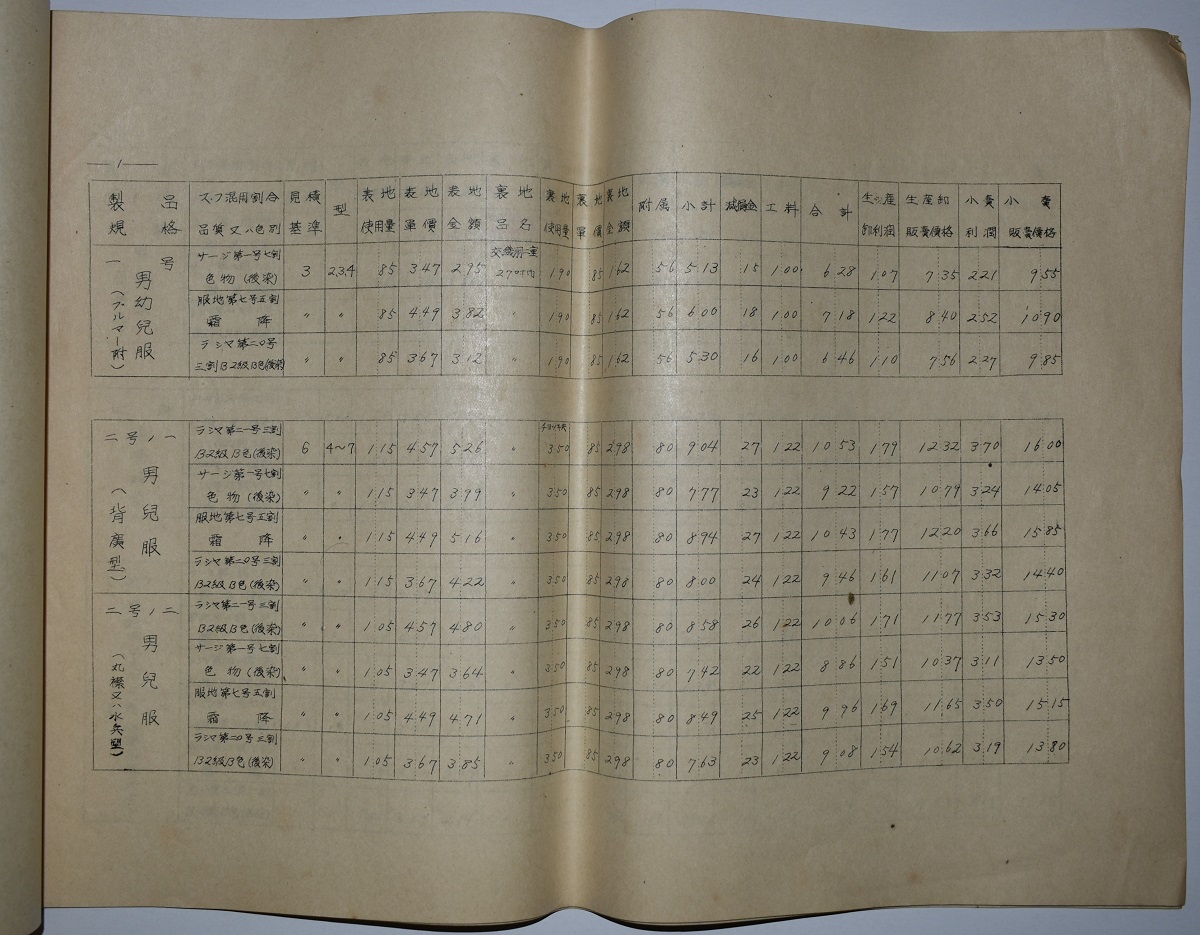 1
製品規格 スフ混用割合品質又ハ色別 見積基準 型 表地使用量 表地單價 表地金額 裏地品名 裏地使用量 裏地單價 裏地金額 附属 小計 減損金 工料 合計 生産卸利潤 生産卸販賣價格 小賣利潤 小賣販賣價格
一号 男幼兒服 (ブルマー附)
サージ第一号七割色物(後染) 3 2,3,4 85 3.47 2.95 1.90 85 1.62 56 5.13 15 1.00 6.28 1.07 7.35 2.21 9.55
服地第七号五割霜降 〃 〃 85 4.49 3.82 〃 1.90 85 1.62 56 6.00 18 1.00 7.18 1.22 8.40 2.52 10.90
ラシマ第二〇号三割B2級B色(後染) 〃 〃 85 3.67 3.12 〃 1.90 85 1.62 56 5.30 16 1.00 6.46 1.10 7.56 2.27 9.85
二号ノ一 男兒服 (背廣型)
ラシマ第二一号三割B2級B色(後染) 6 4~7 1.15 4.57 5.26 〃 3.50 85 2.98 80 9.04 27 1.22 10.53 1.79 12.32 3.70 16.00
サージ第一号七割色物(後染) 〃 〃 1.15 3.47 3.99 〃 3.50 85 2.98 80 7.77 23 1.22 9.22 1.57 10.79 3.24 14.05
服地第七号五割霜降 〃 〃 1.15 4.49 5.16 〃 3.50 85 2.98 80 8.94 27 1.22 10.43 1.77 12.20 3.66 15.85
ラシマ第二〇号三割B2級B色(後染) 〃 〃 1.15 3.67 4.22 〃 3.50 85 2.98 80 8.00 24 1.22 9.46 1.61 11.07 3.32 14.40
二号ノ二 男兒服 (丸襟又ハ水兵型)
ラシマ第二一号三割B2級B色(後染) 〃 〃 1.05 4.57 4.80 〃 3.50 85 2.98 80 8.58 26 1.22 10.06 1.71 11.77 3.53 15.30
サージ第一号七割色物(後染) 〃 〃 1.05 3.47 3.64 〃 3.50 85 2.98 80 7.42 22 1.22 8.86 1.51 10.37 3.11 13.50
服地第七号五割霜降 〃 〃 1.05 4.49 4.71 〃 3.50 85 2.98 80 8.49 25 1.22 9.96 1.69 11.65 3.50 15.15
ラシマ第二〇号三割B2級B色(後染) 〃 〃 1.05 3.67 3.85 〃 3.50 85 2.98 80 7.63 23 1.22 9.08 1.54 10.62 3.19 13.80